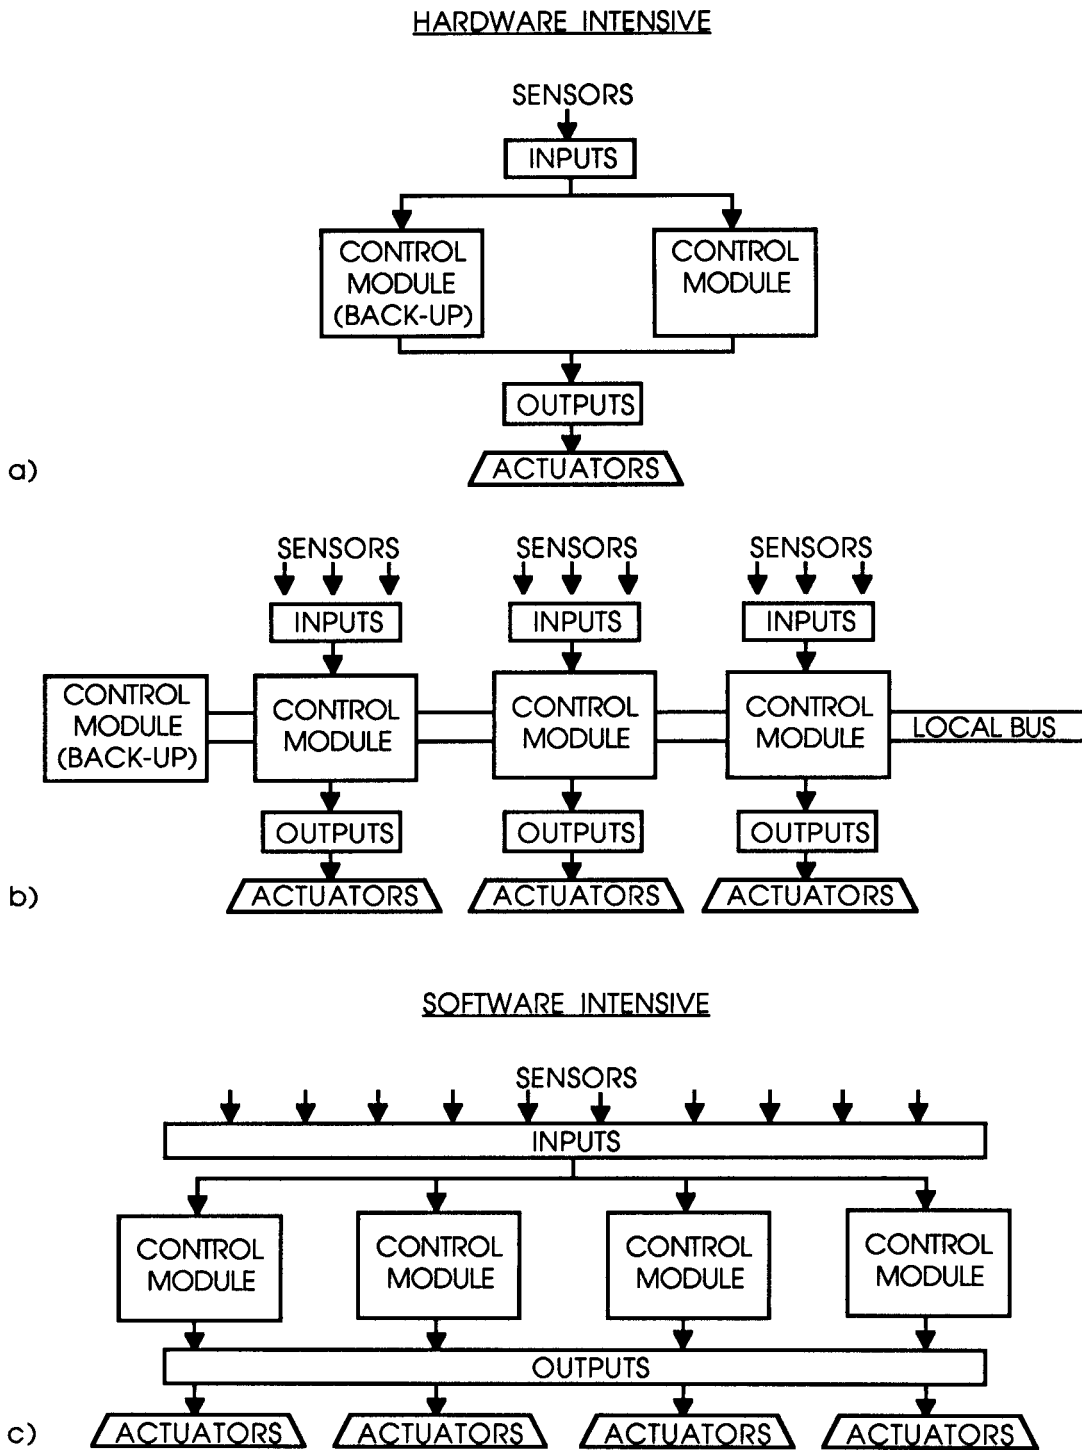 HARDWARE INTENSIVE
SENSORS
INPUTS
CONTROL
MODULE
(BACK-UP)
CONTROL
MODULE
OUTPUTS
ACTUATORS
a)
SENSORS
SENSORS
SENSORS
INPUTS
INPUTS
INPUTS
CONTROL
MODULE
(BACK-UP)
CONTROL
MODULE
CONTROL
MODULE
CONTROL
MODULE
LOCAL BUS
OUTPUTS
OUTPUTS
OUTPUTS
ACTUATORS
ACTUATORS
ACTUATORS
b)
SOFTWARE INTENSIVE
SENSORS
INPUTS
CONTROL
MODULE
CONTROL
MODULE
CONTROL
MODULE
CONTROL
MODULE
OUTPUTS
ACTUATORS
ACTUATORS
ACTUATORS
ACTUATORS
c)